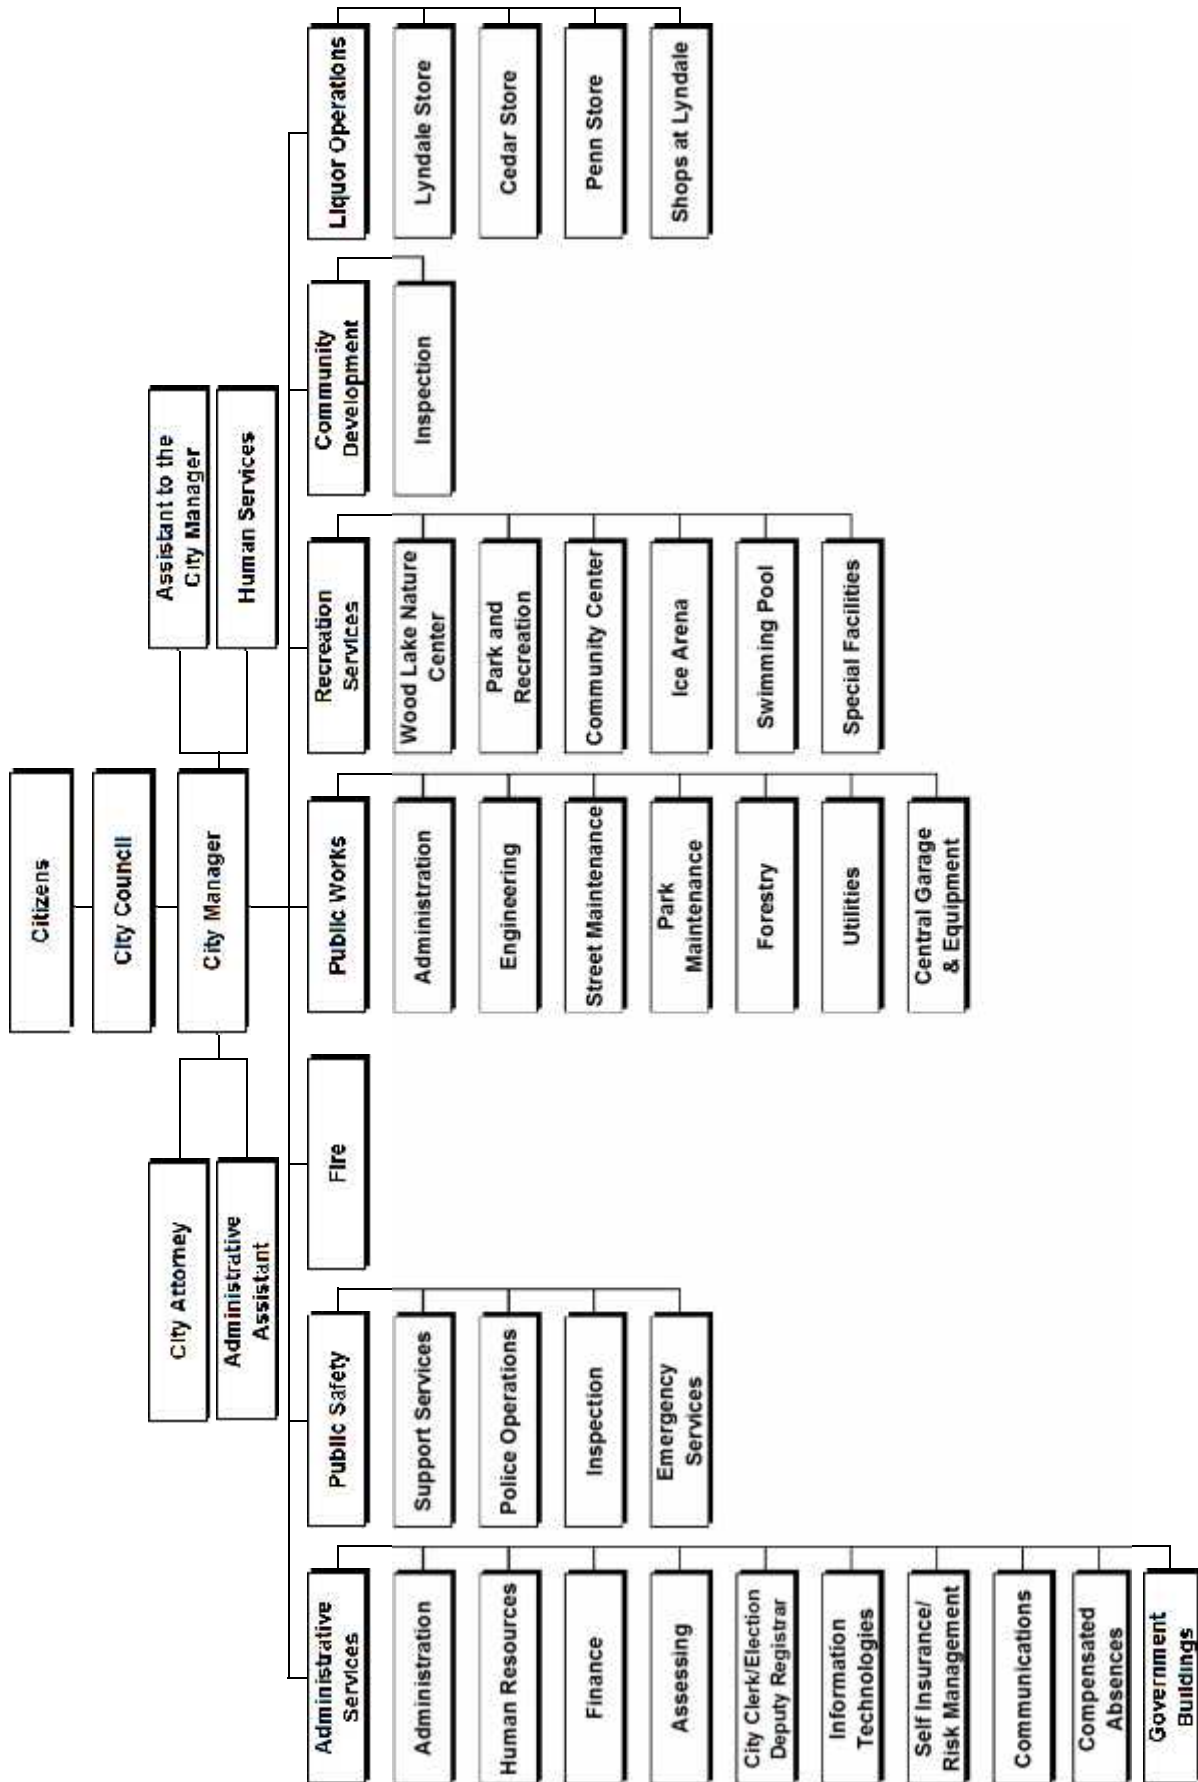 Citizens
City Council
City Manager
City Attorney
Administrative
Assistant
Assistant to the
City Manager
Human Services
Administrative
Services
Administration
Human Resources
Finance
Assessing
City Clerk/Election
Deputy Registrar
Information
Technologies
Self Insurance/
Risk Management
Communications
Compensated
Absences
Government
Buildings
Public Safety
Support Services
Police Operations
Inspection
Emergency
Services
Fire
Public Works
Administration
Engineering
Street Maintenance
Park
Maintenance
Forestry
Utilities
Central Garage
& Equipment
Recreation
Services
Wood Lake Nature
Center
Park and
Recreation
Community Center
Ice Arena
Swimming Pool
Special Facilities
Community
Development
Inspection
Liquor Operations
Lyndale Store
Cedar Store
Penn Store
Shops at Lyndale